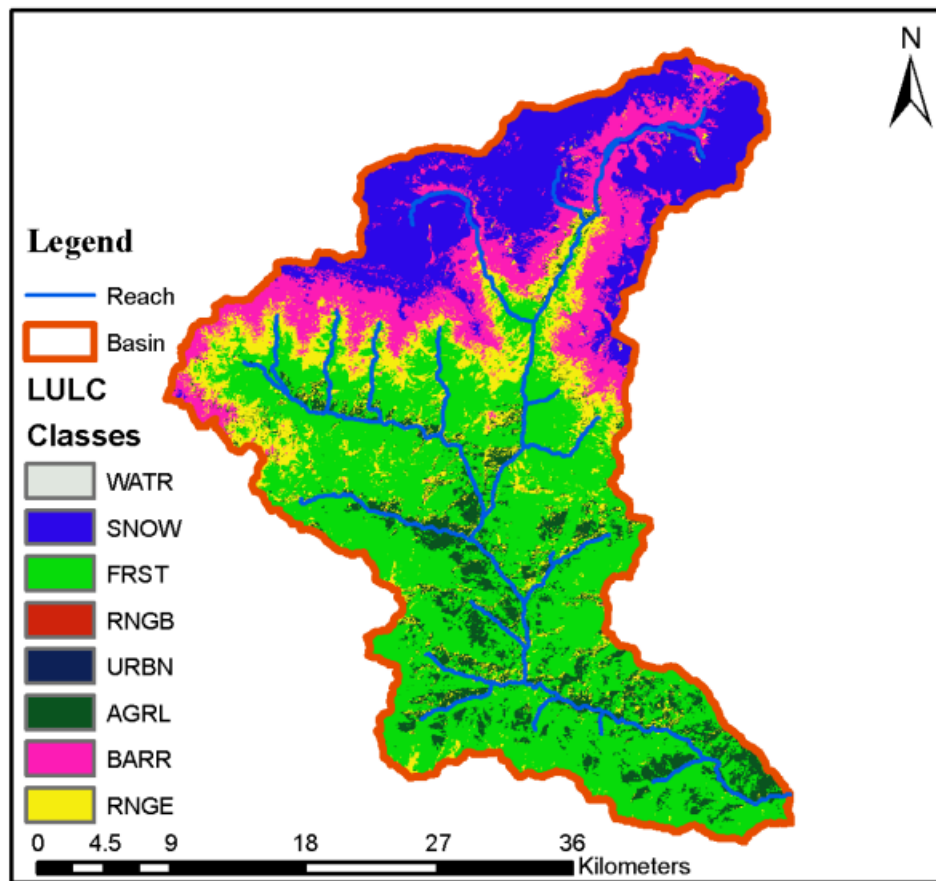 N
Legend
Reach
Basin
LULC
Classes
WATR
SNOW
FRST
RNGB
URBN
AGRL
BARR
RNGE
0 4.5 9 18 27 36
Kilometers